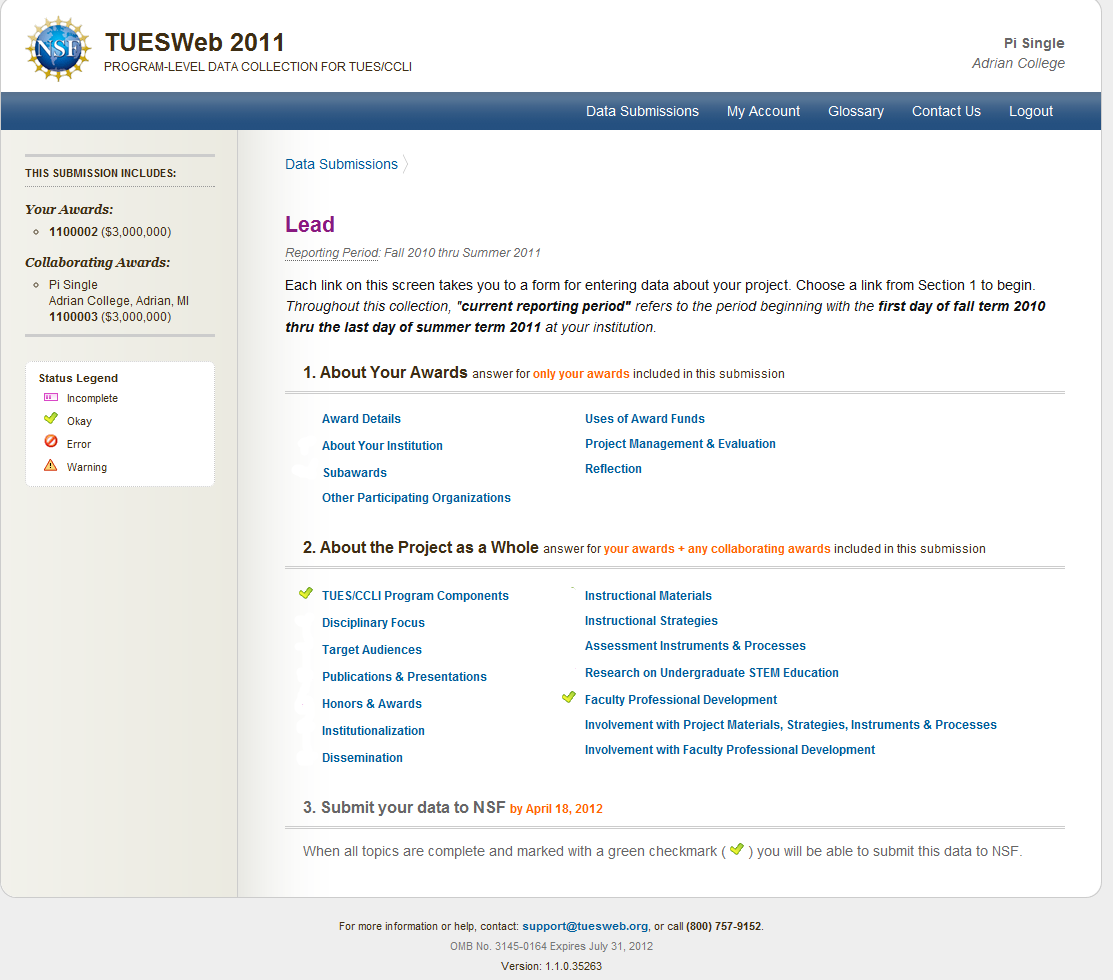 NSF
TUESWeb 2011
PROGRAM-LEVEL DATA COLLECTION FOR TUES/CCLI
Pi Single
Adrian College
Data Submissions My Account Glossary Contact Us Logout
THIS SUBMISSION INCLUDES:
Your Awards:
1100002 ($3,000,000)
Collaborating Awards:
Pi Single
Adrian College, Adrian, MI
1100003 ($3,000,000)
Status Legend
Incomplete
Okay
Error
Warning
Data Submissions
Lead
Reporting Period: Fall 2010 thru Summer 2011
Each link on this screen takes you to a form for entering data about your project. Choose a link from Section 1 to begin.
Throughout this collection, "current reporting period" refers to the period beginning with the first day of fall term 2010
thru the last day of summer term 2011 at your institution.
1. About Your Awards answer for only your awards included in this submission
Award Details
About Your Institution
Subawards
Other Participating Organizations
Uses of Award Funds
Project Management & Evaluation
Reflection
2. About the Project as a Whole answer for your awards + any collaborating awards included in this submission
TUES/CCLI Program Components
Disciplinary Focus
Target Audiences
Publications & Presentations
Honors & Awards
Institutionalization
Dissemination
Instructional Materials
Instructional Strategies
Assessment Instruments & Processes
Research on Undergraduate STEM Education
Faculty Professional Development
Involvement with Project Materials, Strategies, Instruments & Processes
Involvement with Faculty Professional Development
3. Submit your data to NSF by April 18, 2012
When all topics are complete and marked with a green checkmark ( ) you will be able to submit this data to NSF.
For more information or help, contact: support@tuesweb.org, or call (800) 757-9152.
OMB No. 3145-0164 Expires July 31, 2012
Version: 1.1.0.35263